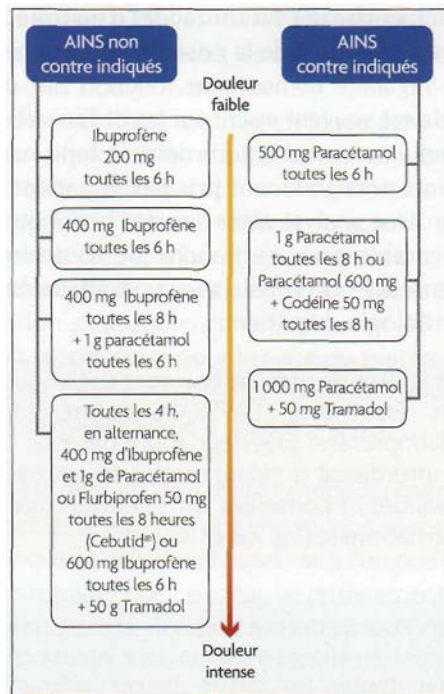 AINS non
contre indiqués
AINS
contre indiqués
Douleur
faible
Ibuprofène
200 mg
toutes les 6 h
400 mg Ibuprofène
toutes les 6 h
400 mg Ibuprofène
toutes les 8 h
+ 1 g paracétamol
toutes les 6 h
Toutes les 4 h,
en alternance,
400 mg d'Ibuprofène
et 1g de Paracétamol
ou Flurbiprofen 50 mg
toutes les 8 heures
(Cebutid®) ou
600 mg Ibuprofène
toutes les 6 h
+ 50 g Tramadol
500 mg Paracétamol
toutes les 6 h
1 g Paracétamol
toutes les 8 h ou
Paracétamol 600 mg
+ Codéine 50 mg
toutes les 8 h
1 000 mg Paracétamol
+ 50 mg Tramadol
Douleur
intense